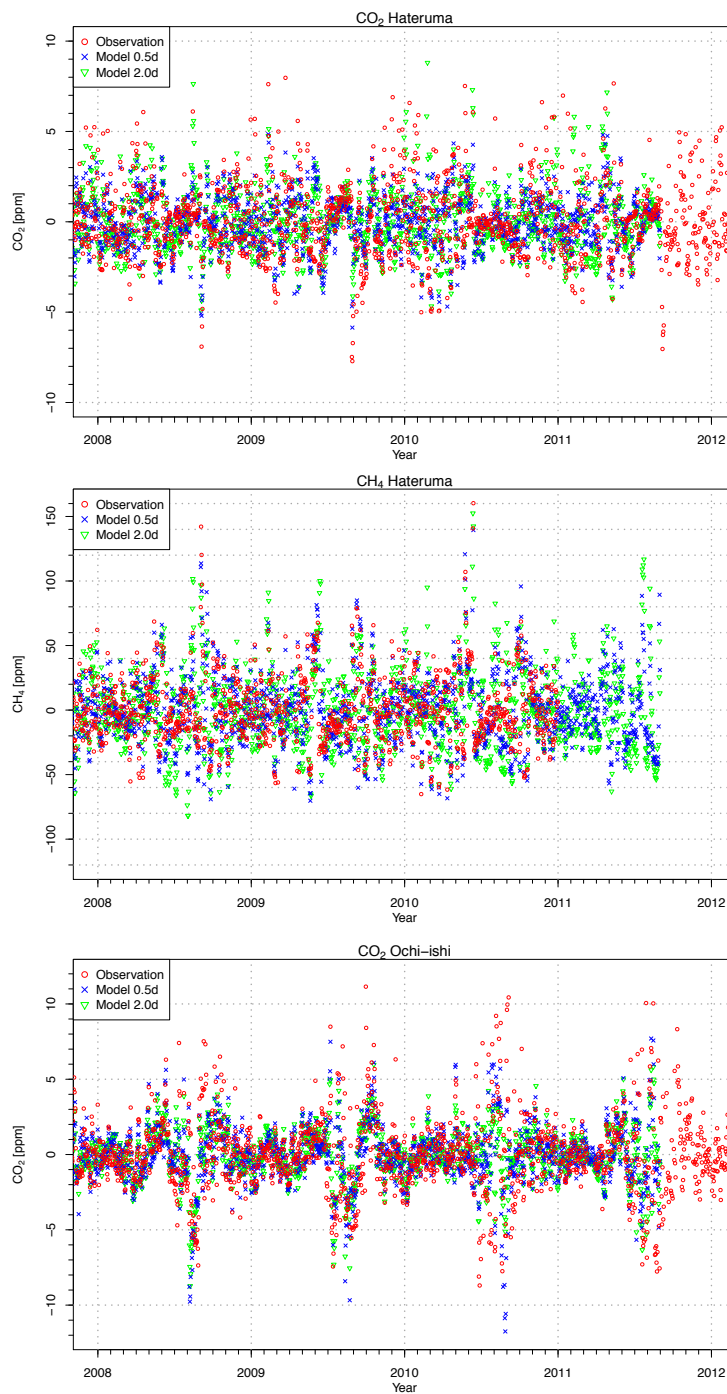 CO2 Hateruma
Observation
Model 0.5d
Model 2.0d
10
5
0
−5
−10
CO2 [ppm]
2008 2009 2010 2011 2012
Year
CH4 Hateruma
Observation
Model 0.5d
Model 2.0d
150
100
50
0
−50
−100
CH4 [ppm]
2008 2009 2010 2011 2012
Year
CO2 Ochi−ishi
Observation
Model 0.5d
Model 2.0d
10
5
0
−5
−10
CO2 [ppm]
2008 2009 2010 2011 2012
Year